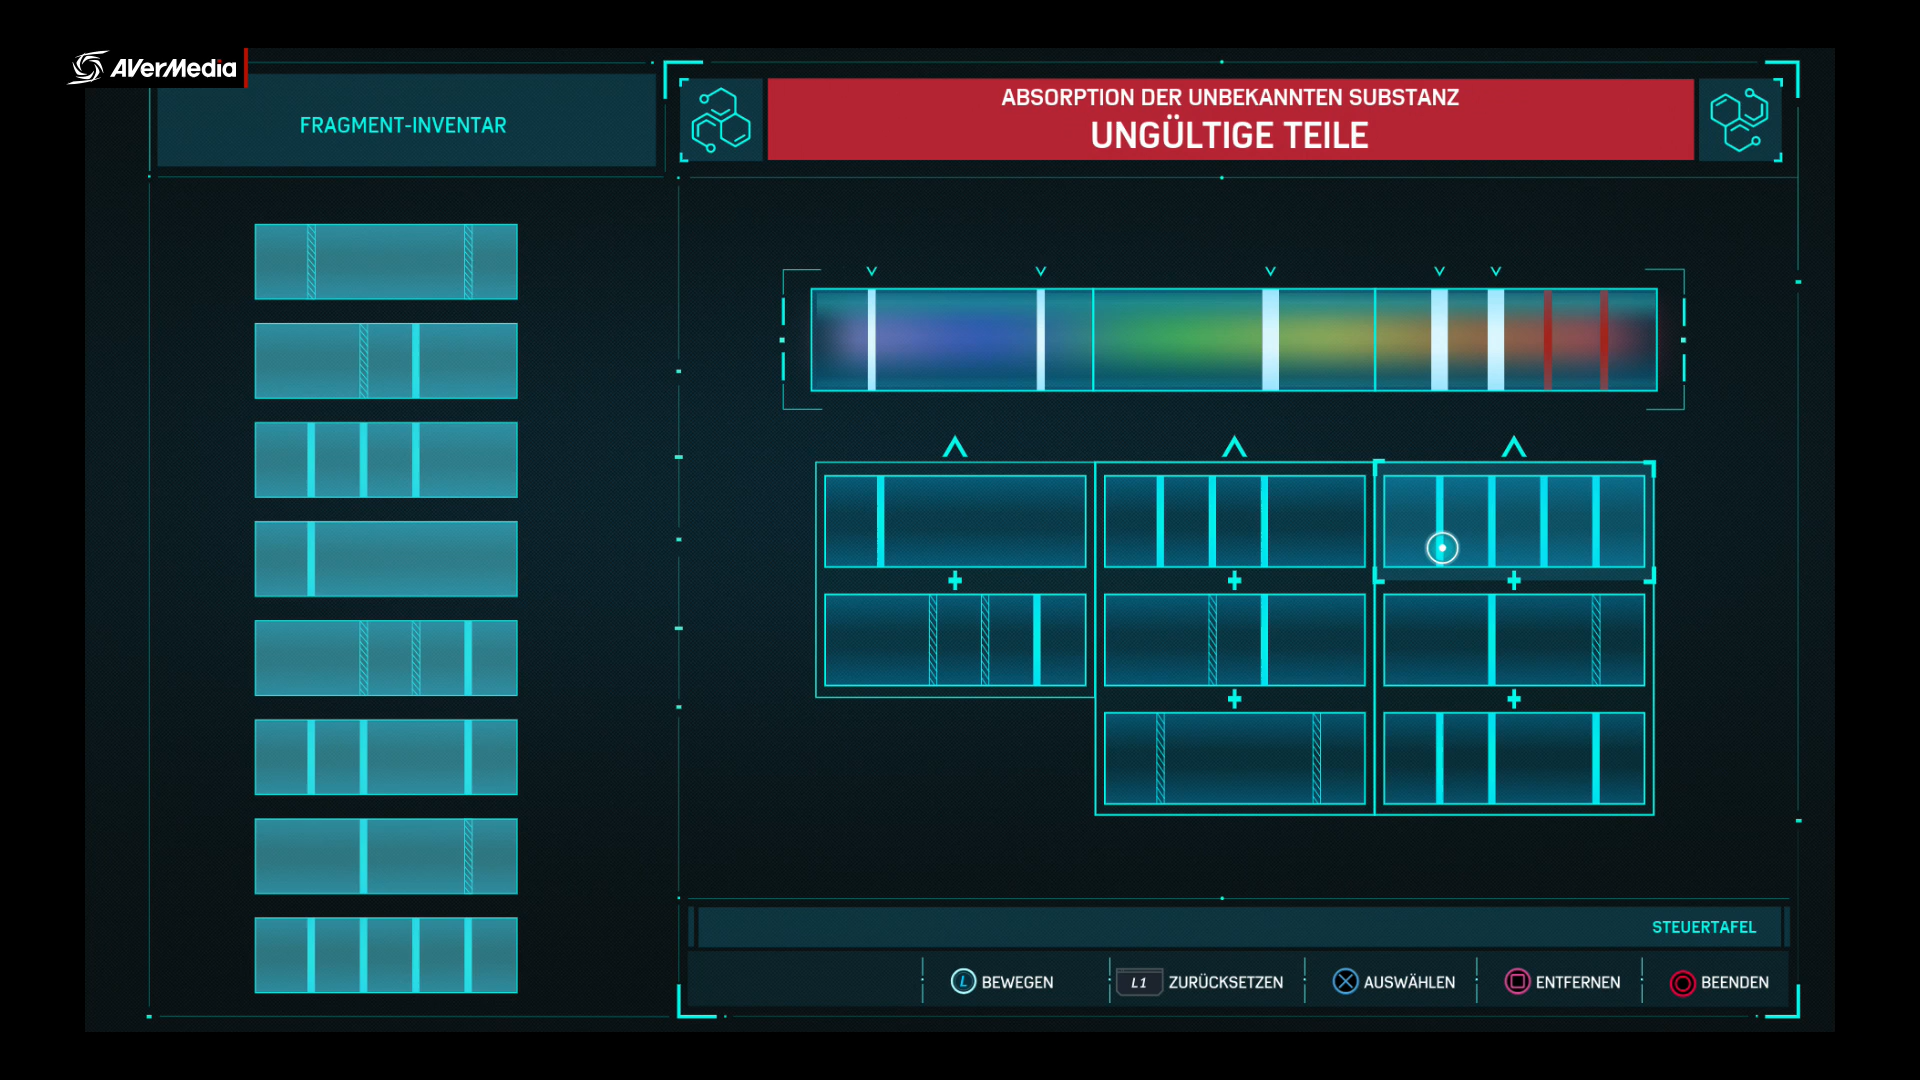 AVerMedia
FRAGMENT-INVENTAR
ABSORPTION DER UNBEKANNTEN SUBSTANZ
UNGÜLTIGE TEILE
STEUERTAFEL
L BEWEGEN
L1 ZURÜCKSETZEN
AUSWÄHLEN
ENTFERNEN
BEENDEN